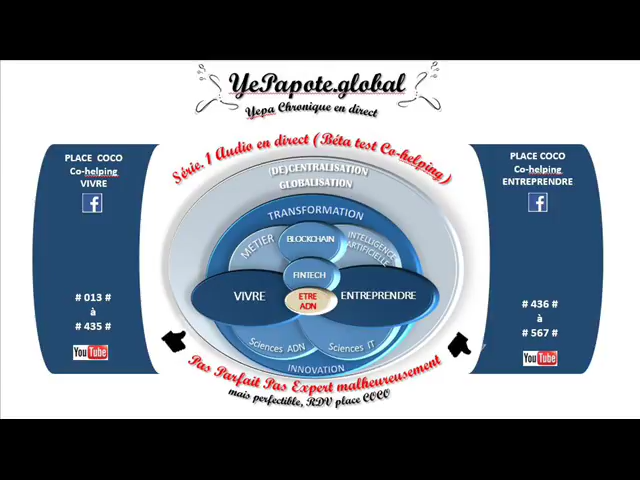 YePapote.global
Yepa Chronique en direct
Série. 1 Audio en direct (Béta test Co-helping)
PLACE COCO
Co-helping
VIVRE
# 013 #
à
# 435 #
YouTube
(DE)CENTRALISATION
GLOBALISATION
TRANSFORMATION
METIER
BLOCKCHAIN
INTELLIGENCE
ARTIFICIELLE
FINTECH
VIVRE
ETRE
ADN
ENTREPRENDRE
Sciences ADN
Sciences IT
INNOVATION
Pas Parfait Pas Expert malheureusement
mais perfectible, RDV place COCO
PLACE COCO
Co-helping
ENTREPRENDRE
# 436 #
à
# 567 #
YouTube